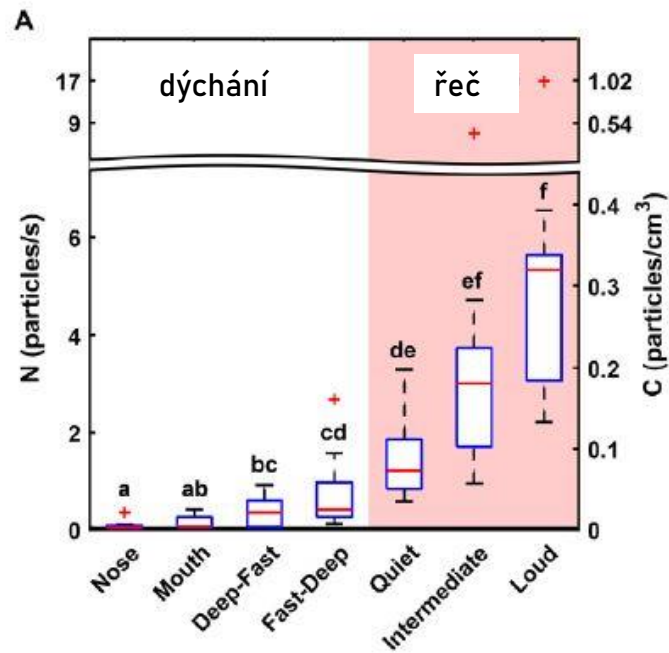 A
dýchání
řeč
17
9
6
4
2
0
N (particles/s)
1.02
0.54
0.4
0.3
0.2
0.1
0
C (particles/cm³)
a
ab
bc
cd
de
ef
f
Nose
Mouth
Deep-Fast
Fast-Deep
Quiet
Intermediate
Loud